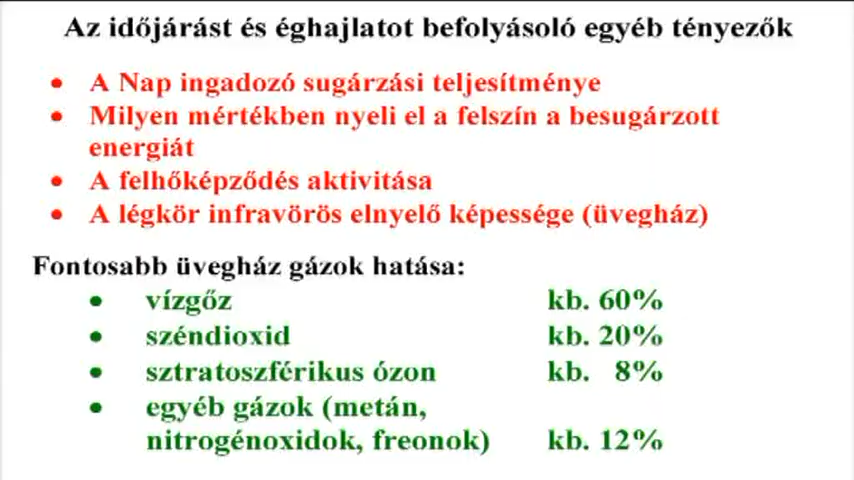 Az időjárást és éghajlatot befolyásoló egyéb tényezők
• A Nap ingadozó sugárzási teljesítménye
• Milyen mértékben nyeli el a felszín a besugárzott
energiát
• A felhőképződés aktivitása
• A légkör infravörös elnyelő képessége (üvegház)
Fontosabb üvegház gázok hatása:
• vízgőz kb. 60%
• széndioxid kb. 20%
• sztratoszférikus ózon kb. 8%
• egyéb gázok (metán,
nitrogénoxidok, freonok) kb. 12%